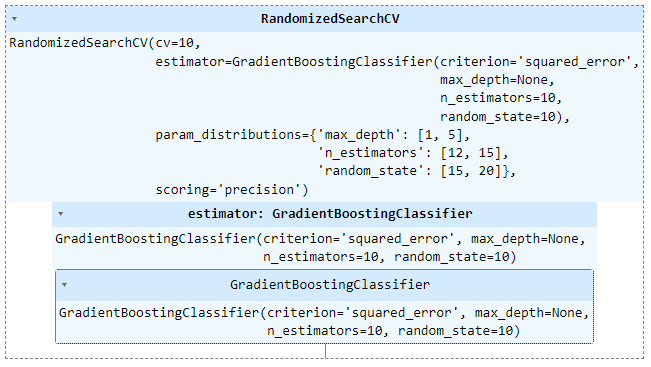 RandomizedSearchCV
RandomizedSearchCV(cv=10,
estimator=GradientBoostingClassifier(criterion='squared_error',
max_depth=None,
n_estimators=10,
random_state=10),
param_distributions={'max_depth': [1, 5],
'n_estimators': [12, 15],
'random_state': [15, 20]},
scoring='precision')
estimator: GradientBoostingClassifier
GradientBoostingClassifier(criterion='squared_error', max_depth=None,
n_estimators=10, random_state=10)
GradientBoostingClassifier
GradientBoostingClassifier(criterion='squared_error', max_depth=None,
n_estimators=10, random_state=10)